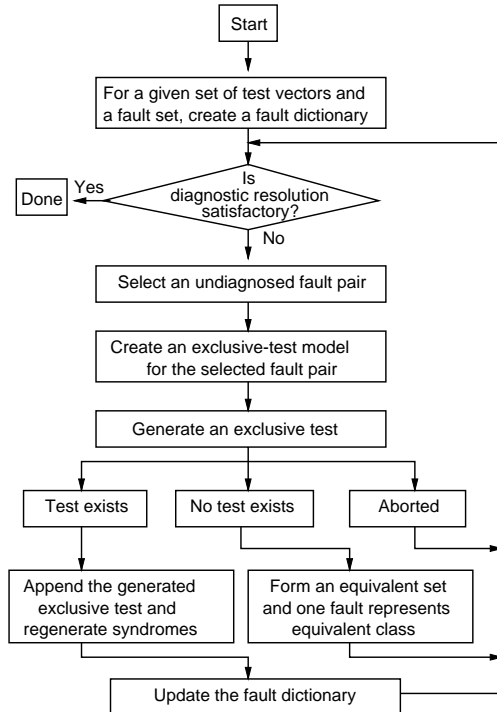 Start
For a given set of test vectors and
a fault set, create a fault dictionary
Is
diagnostic resolution
satisfactory?
Yes
Done
No
Select an undiagnosed fault pair
Create an exclusive-test model
for the selected fault pair
Generate an exclusive test
Test exists
No test exists
Aborted
Append the generated
exclusive test and
regenerate syndromes
Form an equivalent set
and one fault represents
equivalent class
Update the fault dictionary